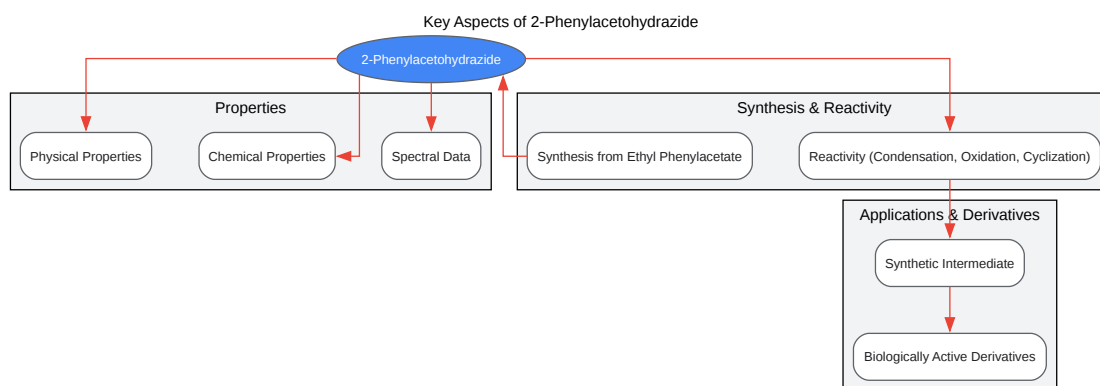 Key Aspects of 2-Phenylacetohydrazide
2-Phenylacetohydrazide
Properties
Synthesis & Reactivity
Physical Properties
Chemical Properties
Spectral Data
Synthesis from Ethyl Phenylacetate
Reactivity (Condensation, Oxidation, Cyclization)
Applications & Derivatives
Synthetic Intermediate
Biologically Active Derivatives